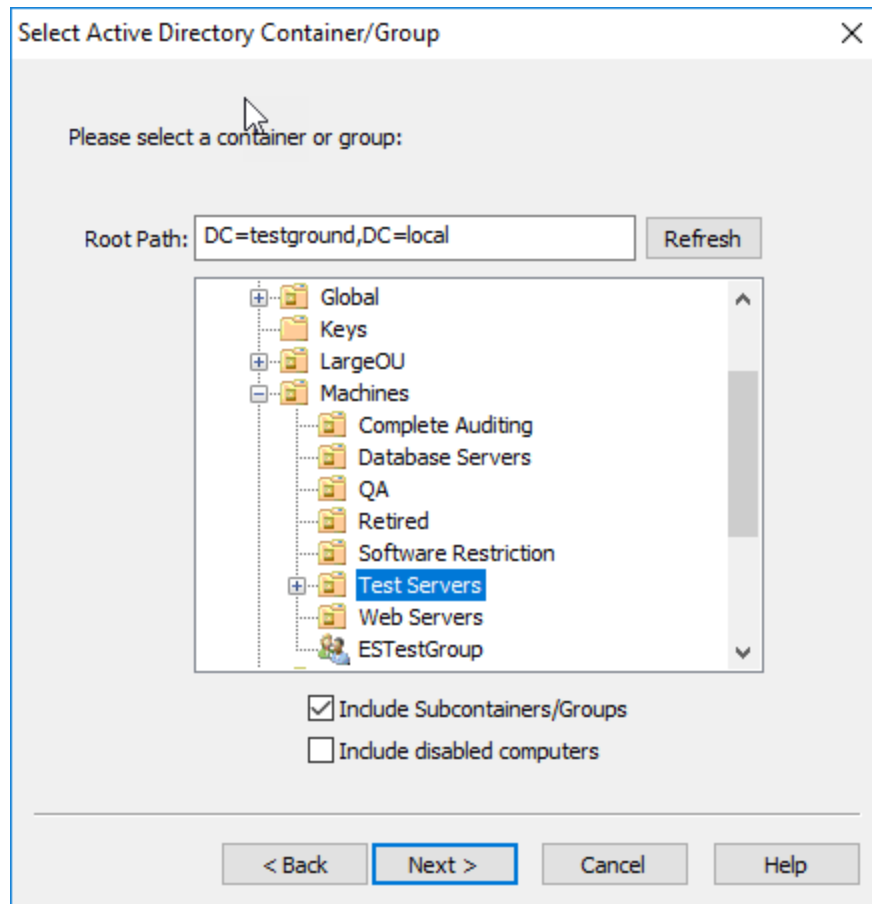 Select Active Directory Container/Group
Please select a container or group:
Root Path: DC=testground,DC=local Refresh
Global
Keys
LargeOU
Machines
Complete Auditing
Database Servers
QA
Retired
Software Restriction
Test Servers
Web Servers
ESTestGroup
Include Subcontainers/Groups
Include disabled computers
< Back Next > Cancel Help